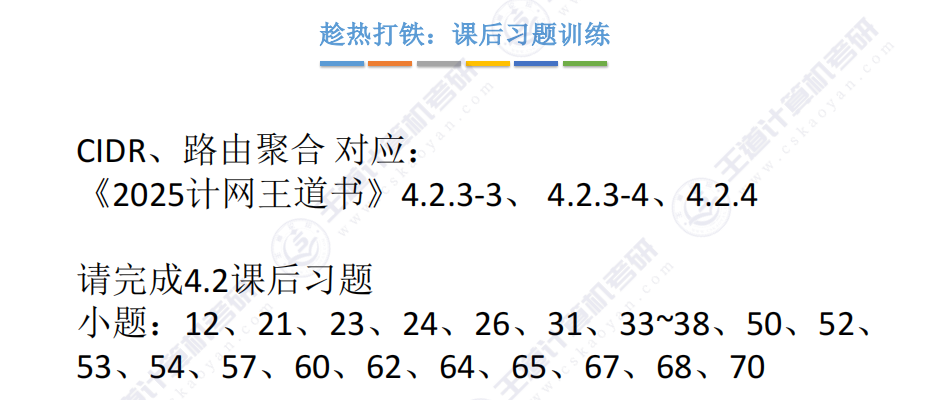 趁热打铁：课后习题训练
CIDR、路由聚合 对应：
《2025计网王道书》4.2.3-3、 4.2.3-4、4.2.4
请完成4.2课后习题
小题：12、21、23、24、26、31、33~38、50、52、
53、54、57、60、62、64、65、67、68、70
王道计算机考研
www.cskaoyan.com